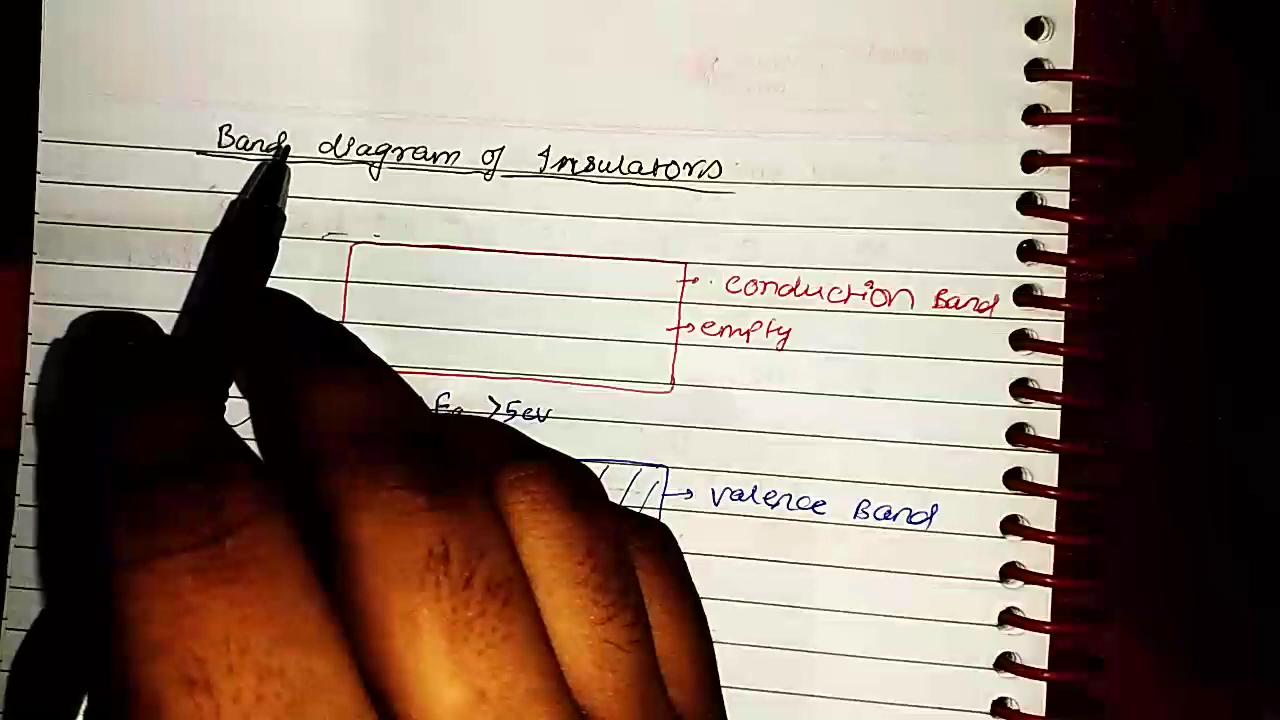 Band diagram of Insulators
conduction Band
empty
Eg >5ev
valence Band